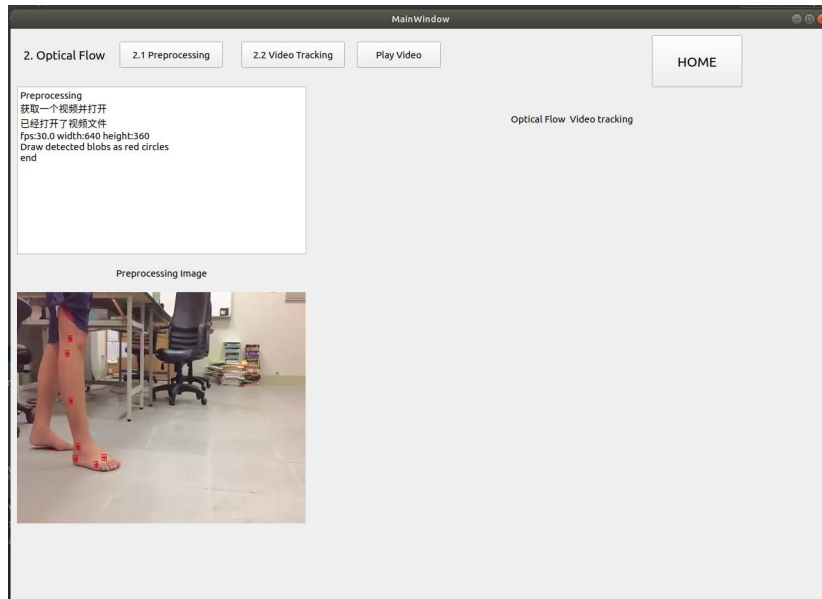 MainWindow
2. Optical Flow
2.1 Preprocessing
2.2 Video Tracking
Play Video
HOME
Preprocessing
获取一个视频并打开
已经打开了视频文件
fps:30.0 width:640 height:360
Draw detected blobs as red circles
end
Optical Flow  Video tracking
Preprocessing Image